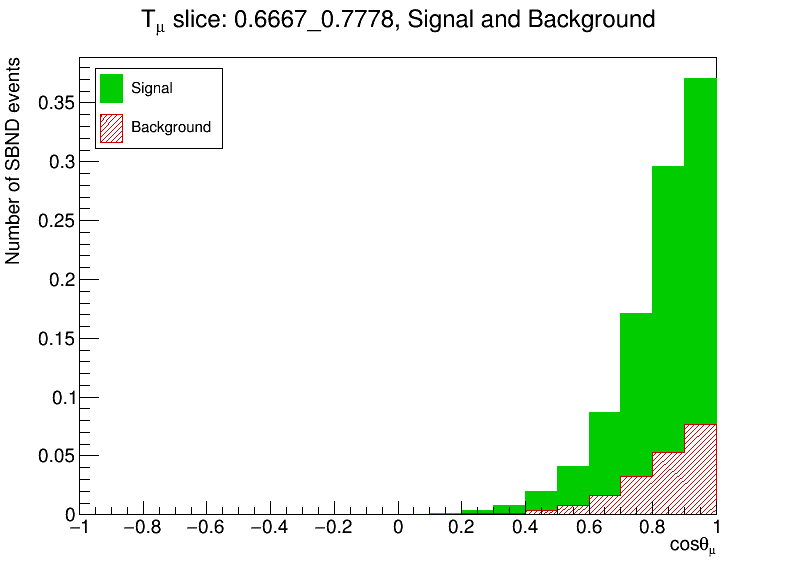 Tμ slice: 0.6667_0.7778, Signal and Background
Number of SBND events
Signal
Background
0.35
0.3
0.25
0.2
0.15
0.1
0.05
0
−1 −0.8 −0.6 −0.4 −0.2 0 0.2 0.4 0.6 0.8 1
cosθμ